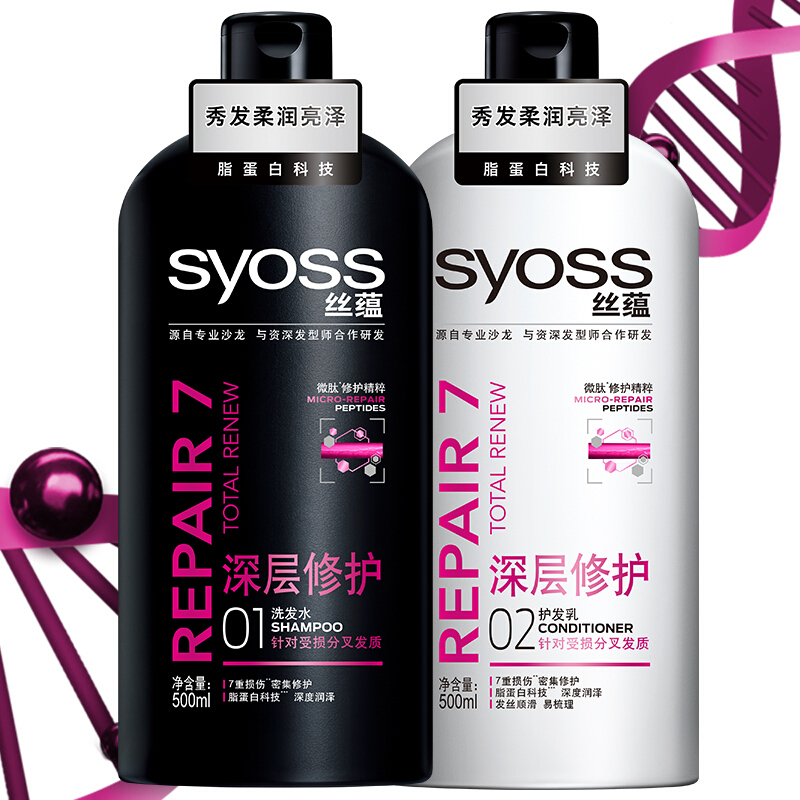 秀发柔润亮泽
脂蛋白科技
syoss
丝蕴
源自专业沙龙 与资深发型师合作研发
REPAIR 7
TOTAL RENEW
微肽*修护精粹
MICRO-REPAIR
PEPTIDES
深层修护
01
洗发水
SHAMPOO
针对受损分叉发质
净含量:
500ml
7重损伤**密集修护
脂蛋白科技*** 深度润泽
秀发柔润亮泽
脂蛋白科技
syoss
丝蕴
源自专业沙龙 与资深发型师合作研发
REPAIR 7
TOTAL RENEW
微肽*修护精粹
MICRO-REPAIR
PEPTIDES
深层修护
02
护发乳
CONDITIONER
针对受损分叉发质
净含量:
500ml
7重损伤**密集修护
脂蛋白科技*** 深度润泽
发丝顺滑 易梳理